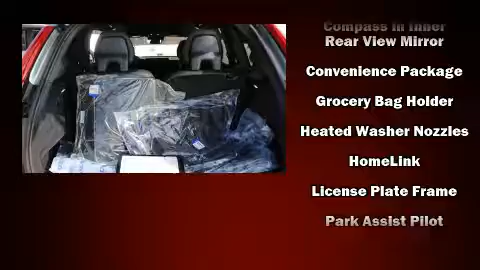 Compass in Inner
Rear View Mirror
Convenience Package
Grocery Bag Holder
Heated Washer Nozzles
HomeLink
License Plate Frame
Park Assist Pilot